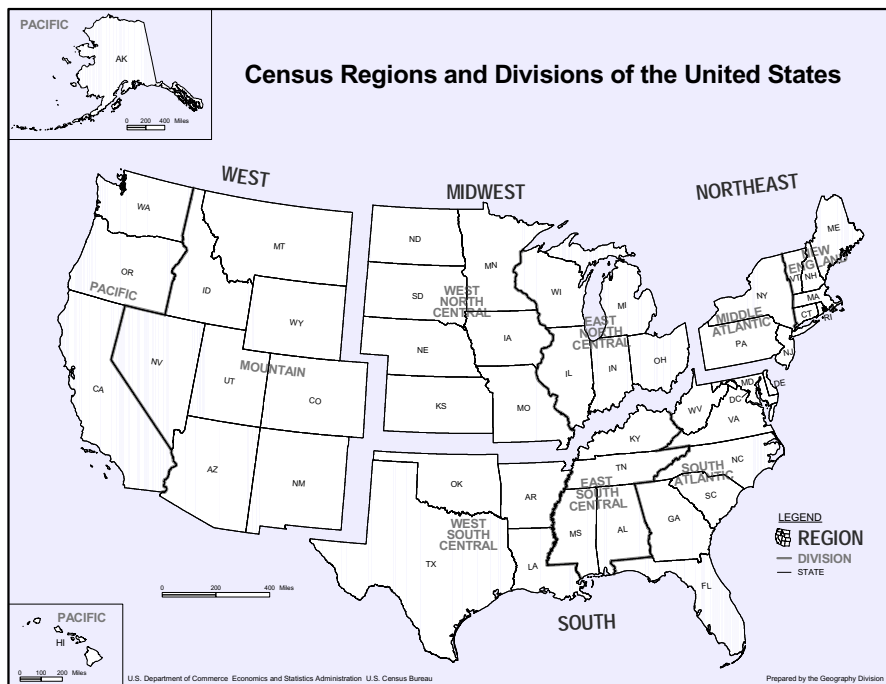 PACIFIC
AK
0 200 400 Miles
Census Regions and Divisions of the United States
WEST
MIDWEST
NORTHEAST
WA
MT
OR
ID
PACIFIC
WY
NV
UT
MOUNTAIN
CO
CA
AZ
NM
ND
MN
SD
WEST
NORTH
CENTRAL
NE
IA
KS
MO
WI
MI
EAST
NORTH
CENTRAL
IL
IN
OH
ME
NEW
ENGLAND
VT
NH
NY
MA
CT
RI
MIDDLE
ATLANTIC
PA
NJ
MD
DE
DC
WV
VA
KY
NC
TN
SOUTH
ATLANTIC
SC
OK
AR
EAST
SOUTH
CENTRAL
WEST
SOUTH
CENTRAL
MS
AL
GA
TX
LA
FL
SOUTH
LEGEND
REGION
DIVISION
STATE
0 200 400 Miles
PACIFIC
HI
0 100 200 Miles
U.S. Department of Commerce Economics and Statistics Administration U.S. Census Bureau
Prepared by the Geography Division